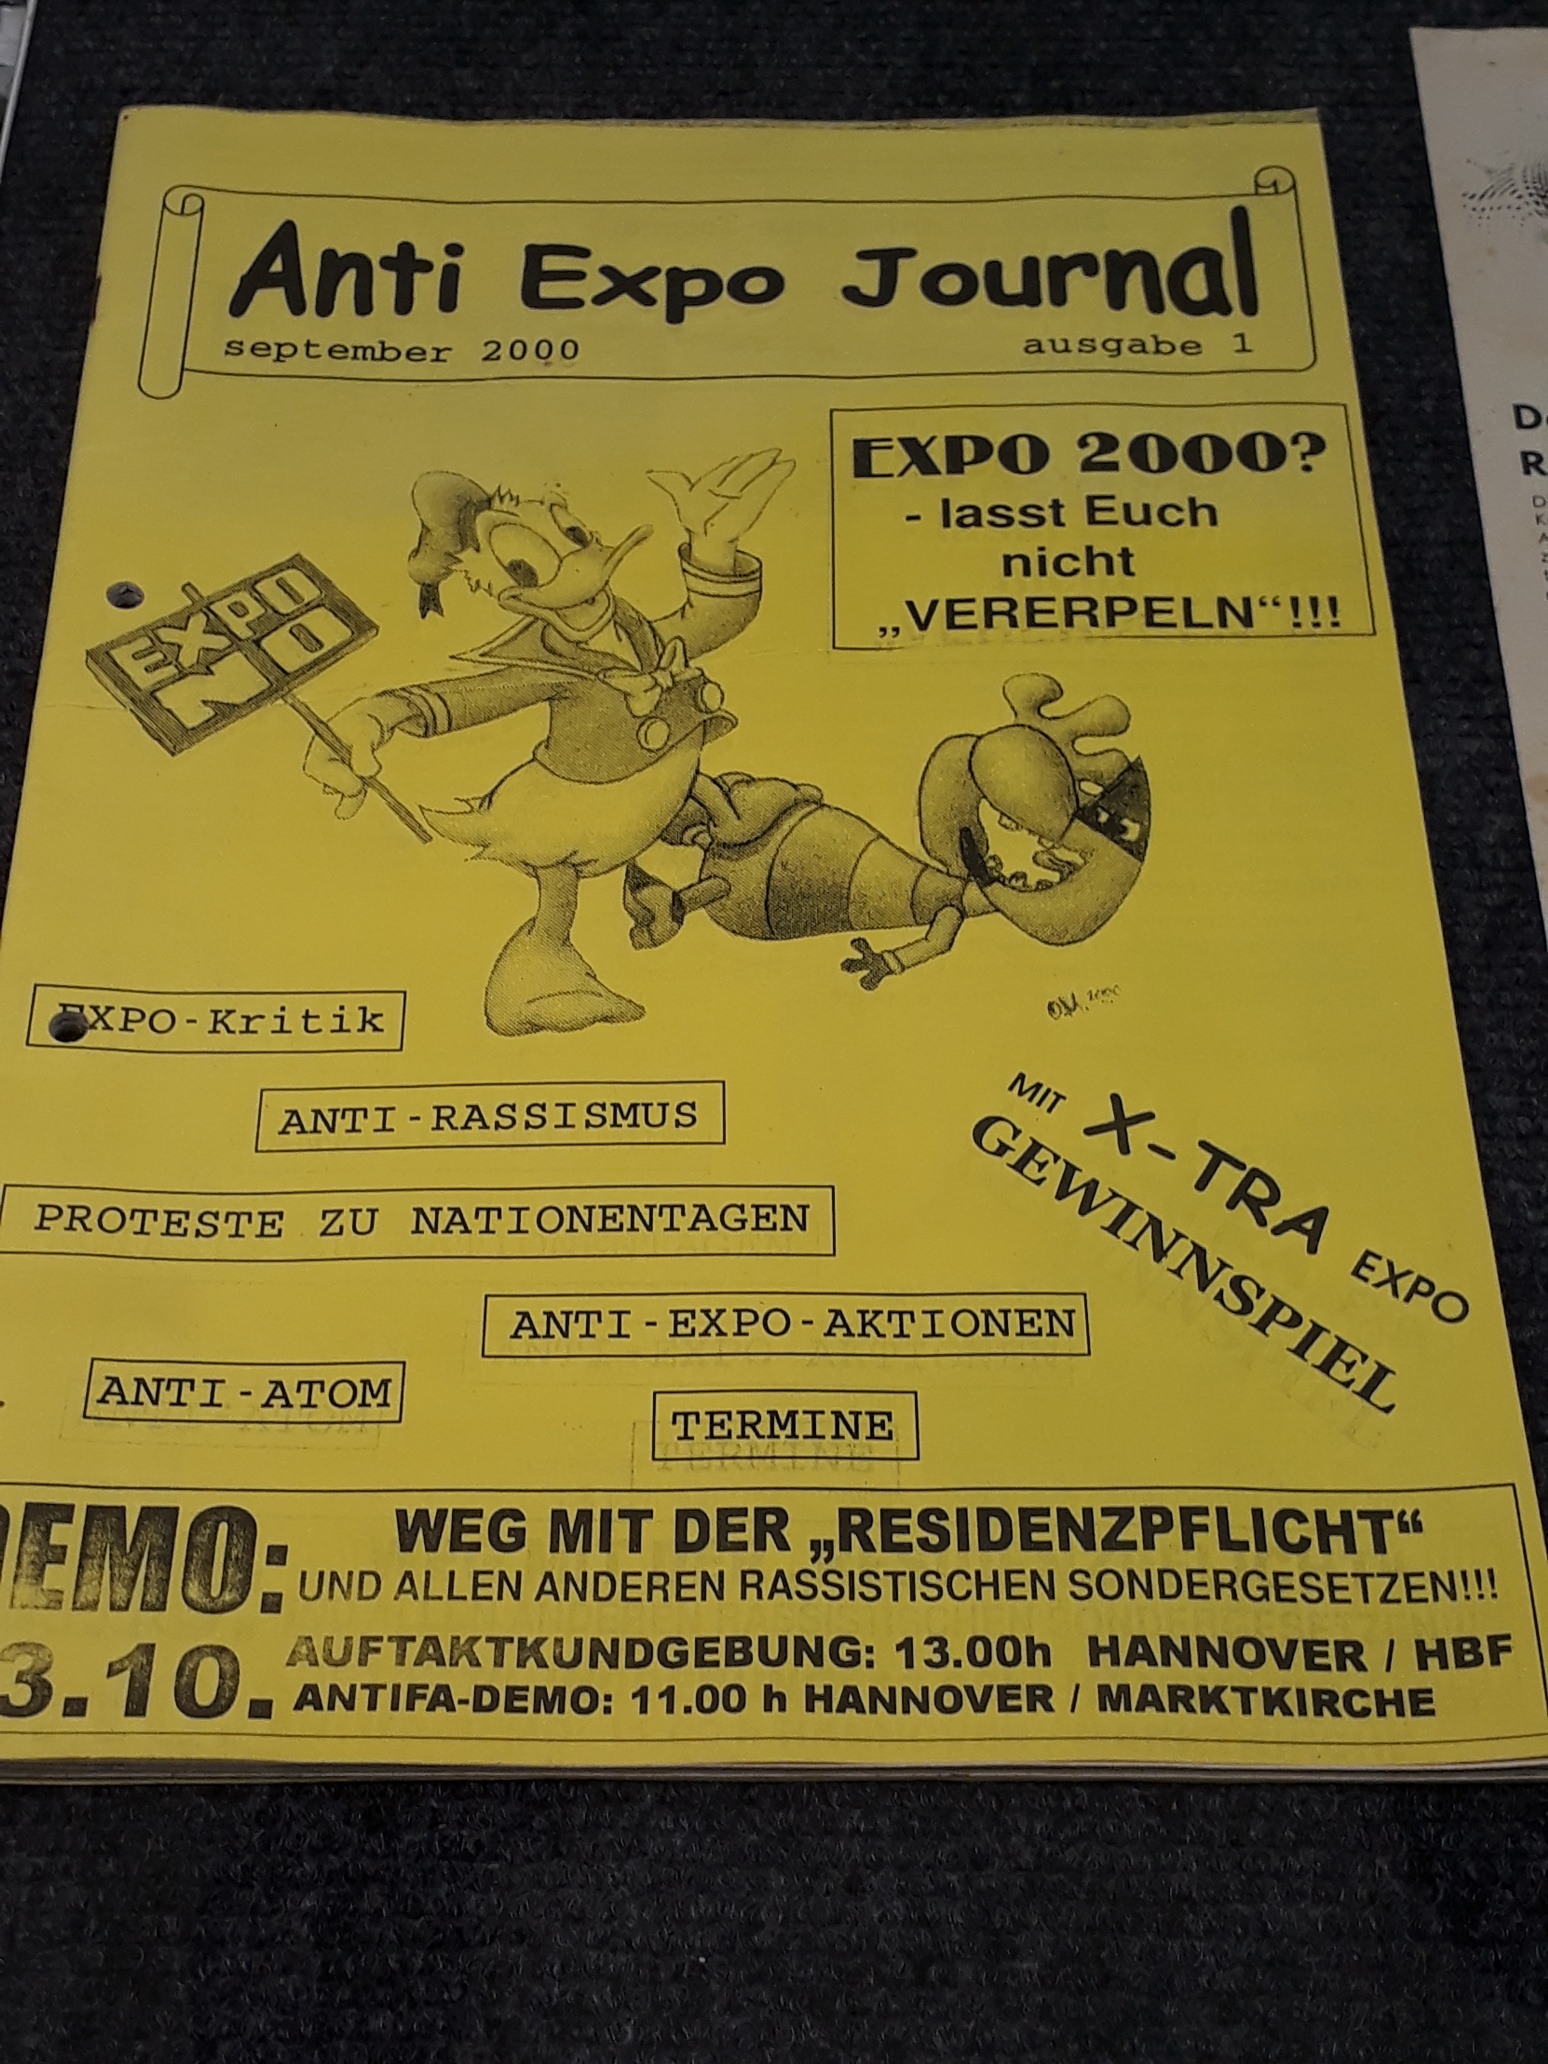 Anti Expo Journal
september 2000 ausgabe 1
EXPO 2000?
- lasst Euch
nicht
„VERERPELN“!!!
EXPO
NO
EXPO-Kritik
ANTI-RASSISMUS
PROTESTE ZU NATIONENTAGEN
ANTI-EXPO-AKTIONEN
ANTI-ATOM
TERMINE
MIT X-TRA EXPO
GEWINNSPIEL
DEMO: WEG MIT DER „RESIDENZPFLICHT“
UND ALLEN ANDEREN RASSISTISCHEN SONDERGESETZEN!!!
3.10. AUFTAKTKUNDGEBUNG: 13.00h HANNOVER / HBF
ANTIFA-DEMO: 11.00 h HANNOVER / MARKTKIRCHE